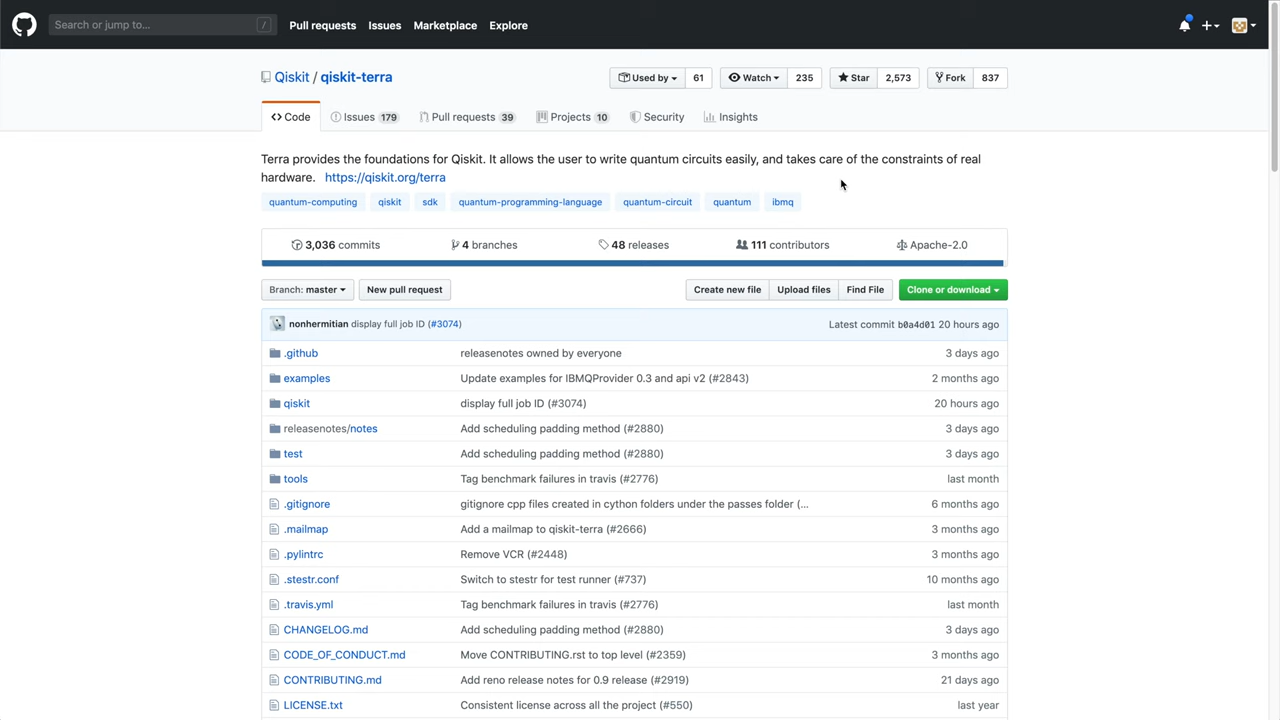 Search or jump to... / Pull requests Issues Marketplace Explore
Qiskit / qiskit-terra Used by 61 Watch 235 Star 2,573 Fork 837
<> Code Issues 179 Pull requests 39 Projects 10 Security Insights
Terra provides the foundations for Qiskit. It allows the user to write quantum circuits easily, and takes care of the constraints of real
hardware. https://qiskit.org/terra
quantum-computing qiskit sdk quantum-programming-language quantum-circuit quantum ibmq
3,036 commits 4 branches 48 releases 111 contributors Apache-2.0
Branch: master New pull request Create new file Upload files Find File Clone or download
nonhermitian display full job ID (#3074) Latest commit b0a4d01 20 hours ago
.github releasenotes owned by everyone 3 days ago
examples Update examples for IBMQProvider 0.3 and api v2 (#2843) 2 months ago
qiskit display full job ID (#3074) 20 hours ago
releasenotes/notes Add scheduling padding method (#2880) 3 days ago
test Add scheduling padding method (#2880) 3 days ago
tools Tag benchmark failures in travis (#2776) last month
.gitignore gitignore cpp files created in cython folders under the passes folder (... 6 months ago
.mailmap Add a mailmap to qiskit-terra (#2666) 3 months ago
.pylintrc Remove VCR (#2448) 3 months ago
.stestr.conf Switch to stestr for test runner (#737) 10 months ago
.travis.yml Tag benchmark failures in travis (#2776) last month
CHANGELOG.md Add scheduling padding method (#2880) 3 days ago
CODE_OF_CONDUCT.md Move CONTRIBUTING.rst to top level (#2359) 3 months ago
CONTRIBUTING.md Add reno release notes for 0.9 release (#2919) 21 days ago
LICENSE.txt Consistent license across all the project (#550) last year